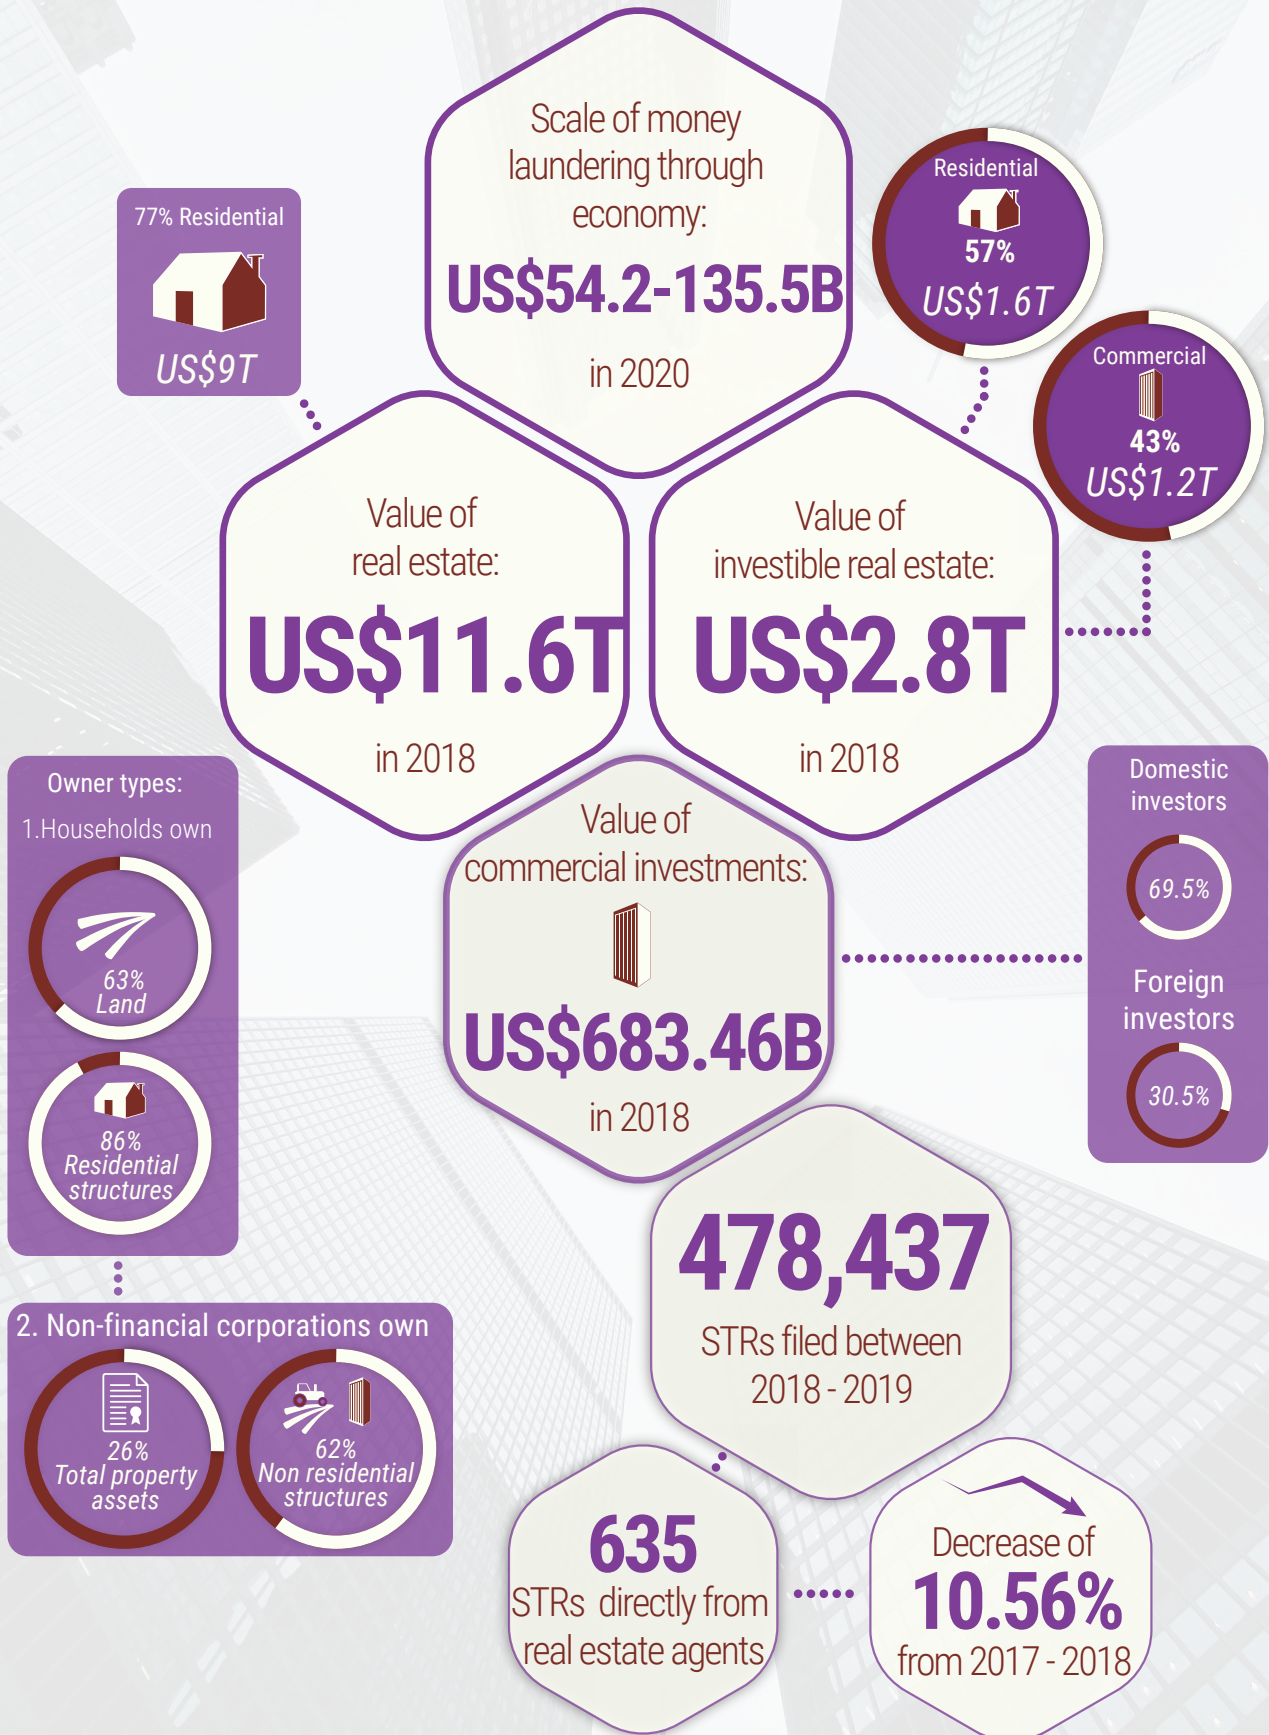 Scale of money
laundering through
economy:
US$54.2-135.5B
in 2020
77% Residential
US$9T
Residential
57%
US$1.6T
Commercial
43%
US$1.2T
Value of
real estate:
US$11.6T
in 2018
Value of
investible real estate:
US$2.8T
in 2018
Owner types:
1.Households own
63%
Land
86%
Residential
structures
Value of
commercial investments:
US$683.46B
in 2018
Domestic
investors
69.5%
Foreign
investors
30.5%
2. Non-financial corporations own
26%
Total property
assets
62%
Non residential
structures
478,437
STRs filed between
2018 - 2019
635
STRs directly from
real estate agents
Decrease of
10.56%
from 2017 - 2018